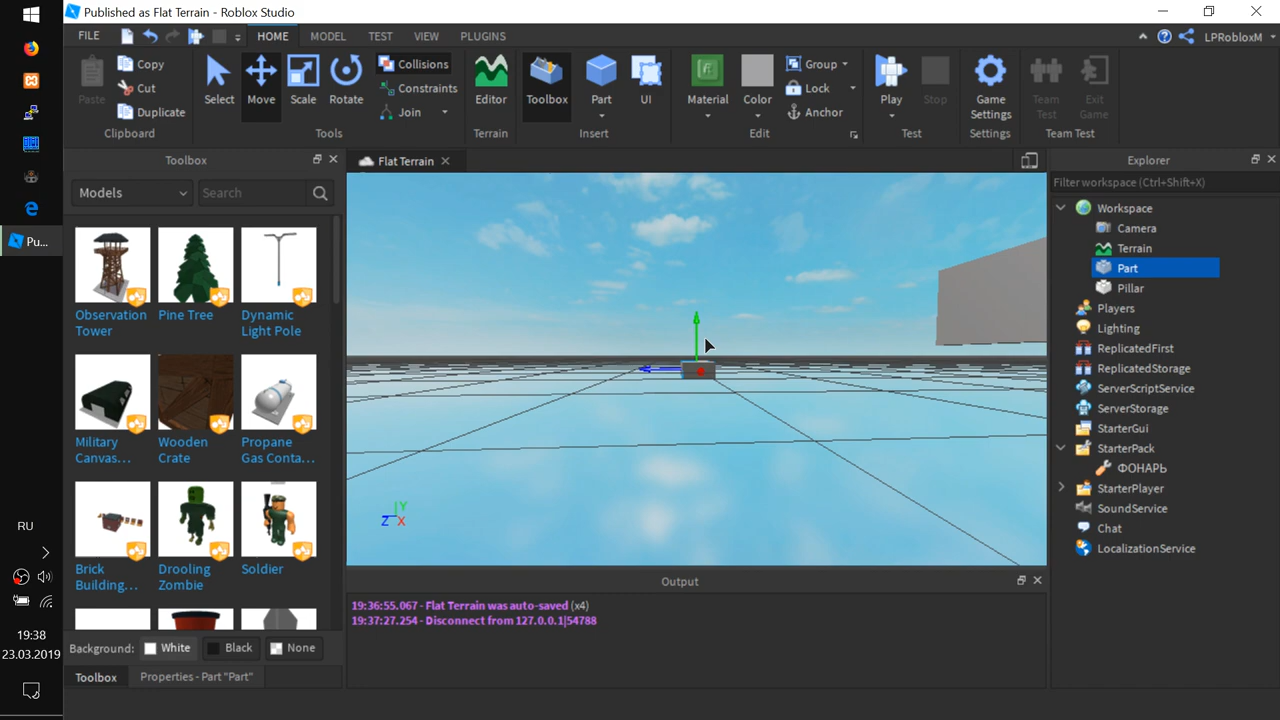 Published as Flat Terrain - Roblox Studio
FILE
HOME
MODEL
TEST
VIEW
PLUGINS
LPRobloxM
Paste
Copy
Cut
Duplicate
Clipboard
Select
Move
Scale
Rotate
Collisions
Constraints
Join
Tools
Editor
Terrain
Toolbox
Part
UI
Insert
Material
Color
Group
Lock
Anchor
Edit
Play
Stop
Test
Game
Settings
Settings
Team
Test
Exit
Game
Team Test
Toolbox
Models
Search
Observation
Tower
Pine Tree
Dynamic
Light Pole
Military
Canvas...
Wooden
Crate
Propane
Gas Conta...
Brick
Building...
Drooling
Zombie
Soldier
Background:
White
Black
None
Toolbox
Properties - Part "Part"
Flat Terrain
Y
Z
X
Output
19:36:55.067 - Flat Terrain was auto-saved (x4)
19:37:27.254 - Disconnect from 127.0.0.1|54788
Explorer
Filter workspace (Ctrl+Shift+X)
Workspace
Camera
Terrain
Part
Pillar
Players
Lighting
ReplicatedFirst
ReplicatedStorage
ServerScriptService
ServerStorage
StarterGui
StarterPack
ФОНАРЬ
StarterPlayer
SoundService
Chat
LocalizationService
Pu...
RU
19:38
23.03.2019